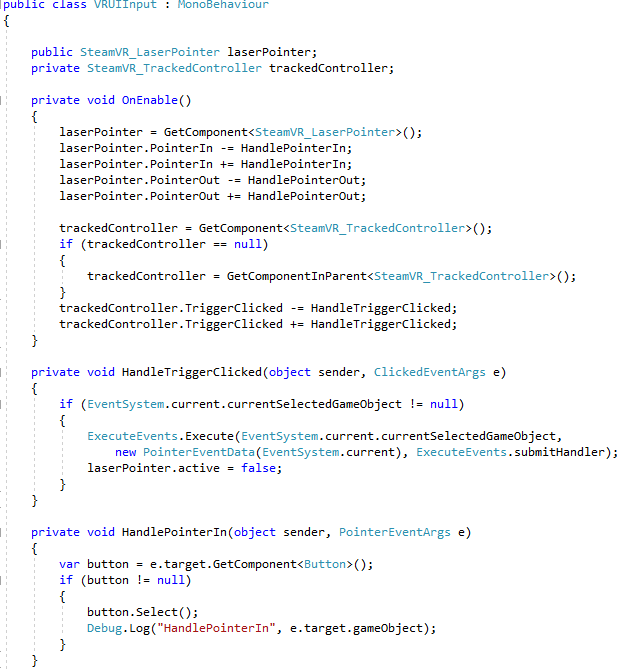 public class VRUIInput : MonoBehaviour
{
public SteamVR_LaserPointer laserPointer;
private SteamVR_TrackedController trackedController;
private void OnEnable()
{
laserPointer = GetComponent<SteamVR_LaserPointer>();
laserPointer.PointerIn -= HandlePointerIn;
laserPointer.PointerIn += HandlePointerIn;
laserPointer.PointerOut -= HandlePointerOut;
laserPointer.PointerOut += HandlePointerOut;
trackedController = GetComponent<SteamVR_TrackedController>();
if (trackedController == null)
{
trackedController = GetComponentInParent<SteamVR_TrackedController>();
}
trackedController.TriggerClicked -= HandleTriggerClicked;
trackedController.TriggerClicked += HandleTriggerClicked;
}
private void HandleTriggerClicked(object sender, ClickedEventArgs e)
{
if (EventSystem.current.currentSelectedGameObject != null)
{
ExecuteEvents.Execute(EventSystem.current.currentSelectedGameObject,
new PointerEventData(EventSystem.current), ExecuteEvents.submitHandler);
laserPointer.active = false;
}
}
private void HandlePointerIn(object sender, PointerEventArgs e)
{
var button = e.target.GetComponent<Button>();
if (button != null)
{
button.Select();
Debug.Log("HandlePointerIn", e.target.gameObject);
}
}